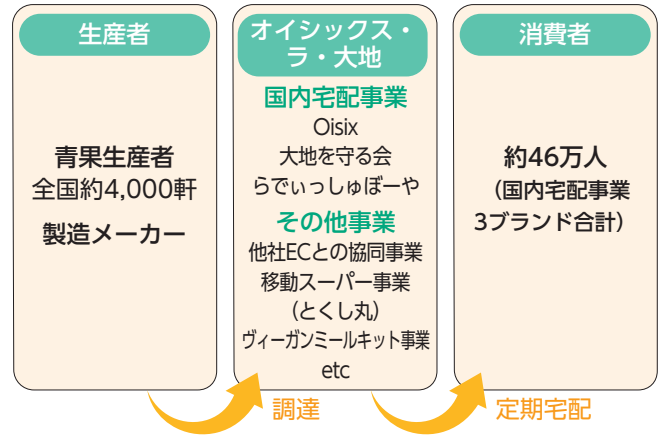 生産者
青果生産者
全国約4,000軒
製造メーカー
オイシックス・
ラ・大地
国内宅配事業
Oisix
大地を守る会
らでぃっしゅぼーや
その他事業
他社ECとの協同事業
移動スーパー事業
（とくし丸）
ヴィーガンミールキット事業
etc
消費者
約46万人
（国内宅配事業
3ブランド合計）
調達
定期宅配